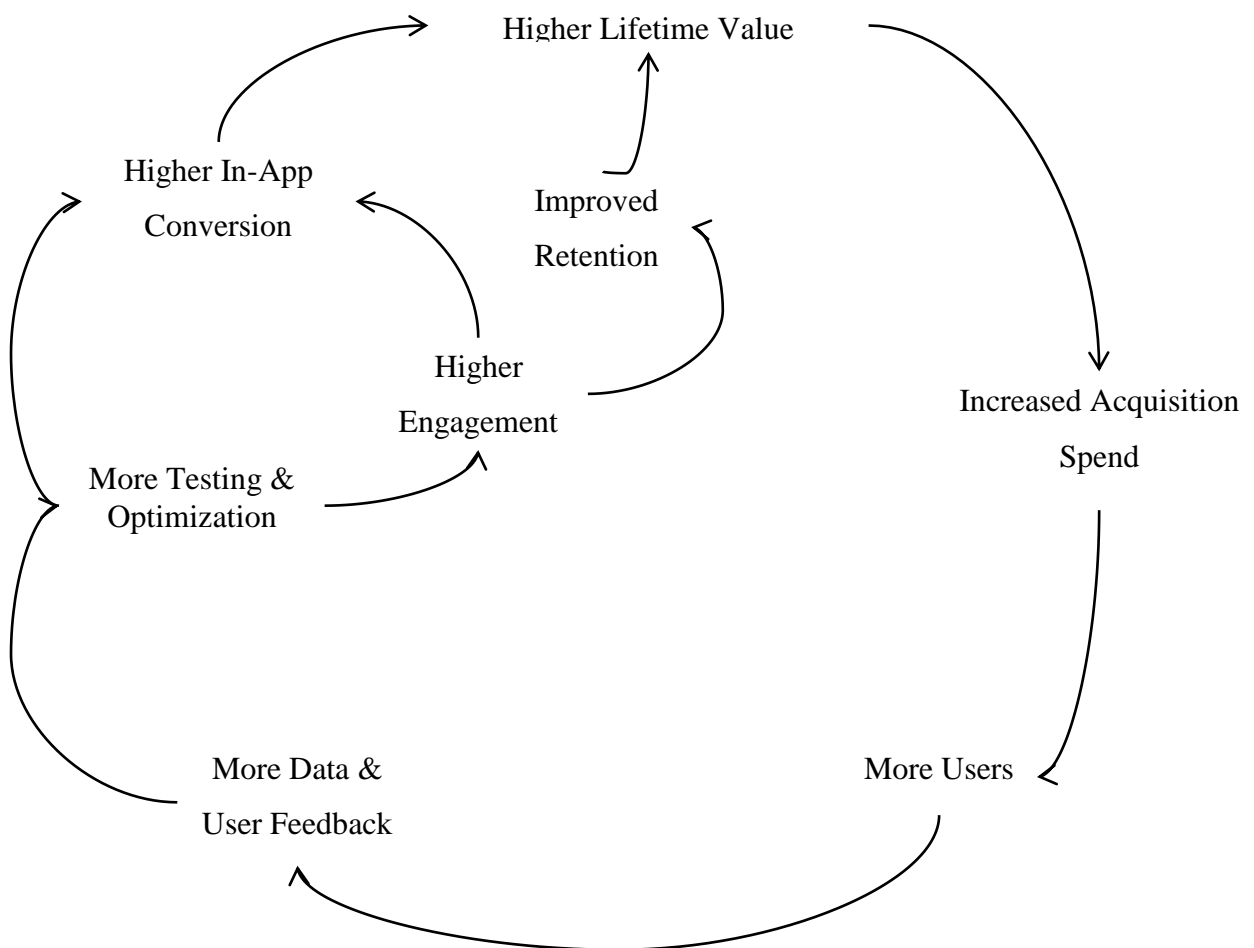 Higher Lifetime Value
Higher In-App
Conversion
Improved
Retention
Higher
Engagement
Increased Acquisition
Spend
More Testing &
Optimization
More Data &
User Feedback
More Users